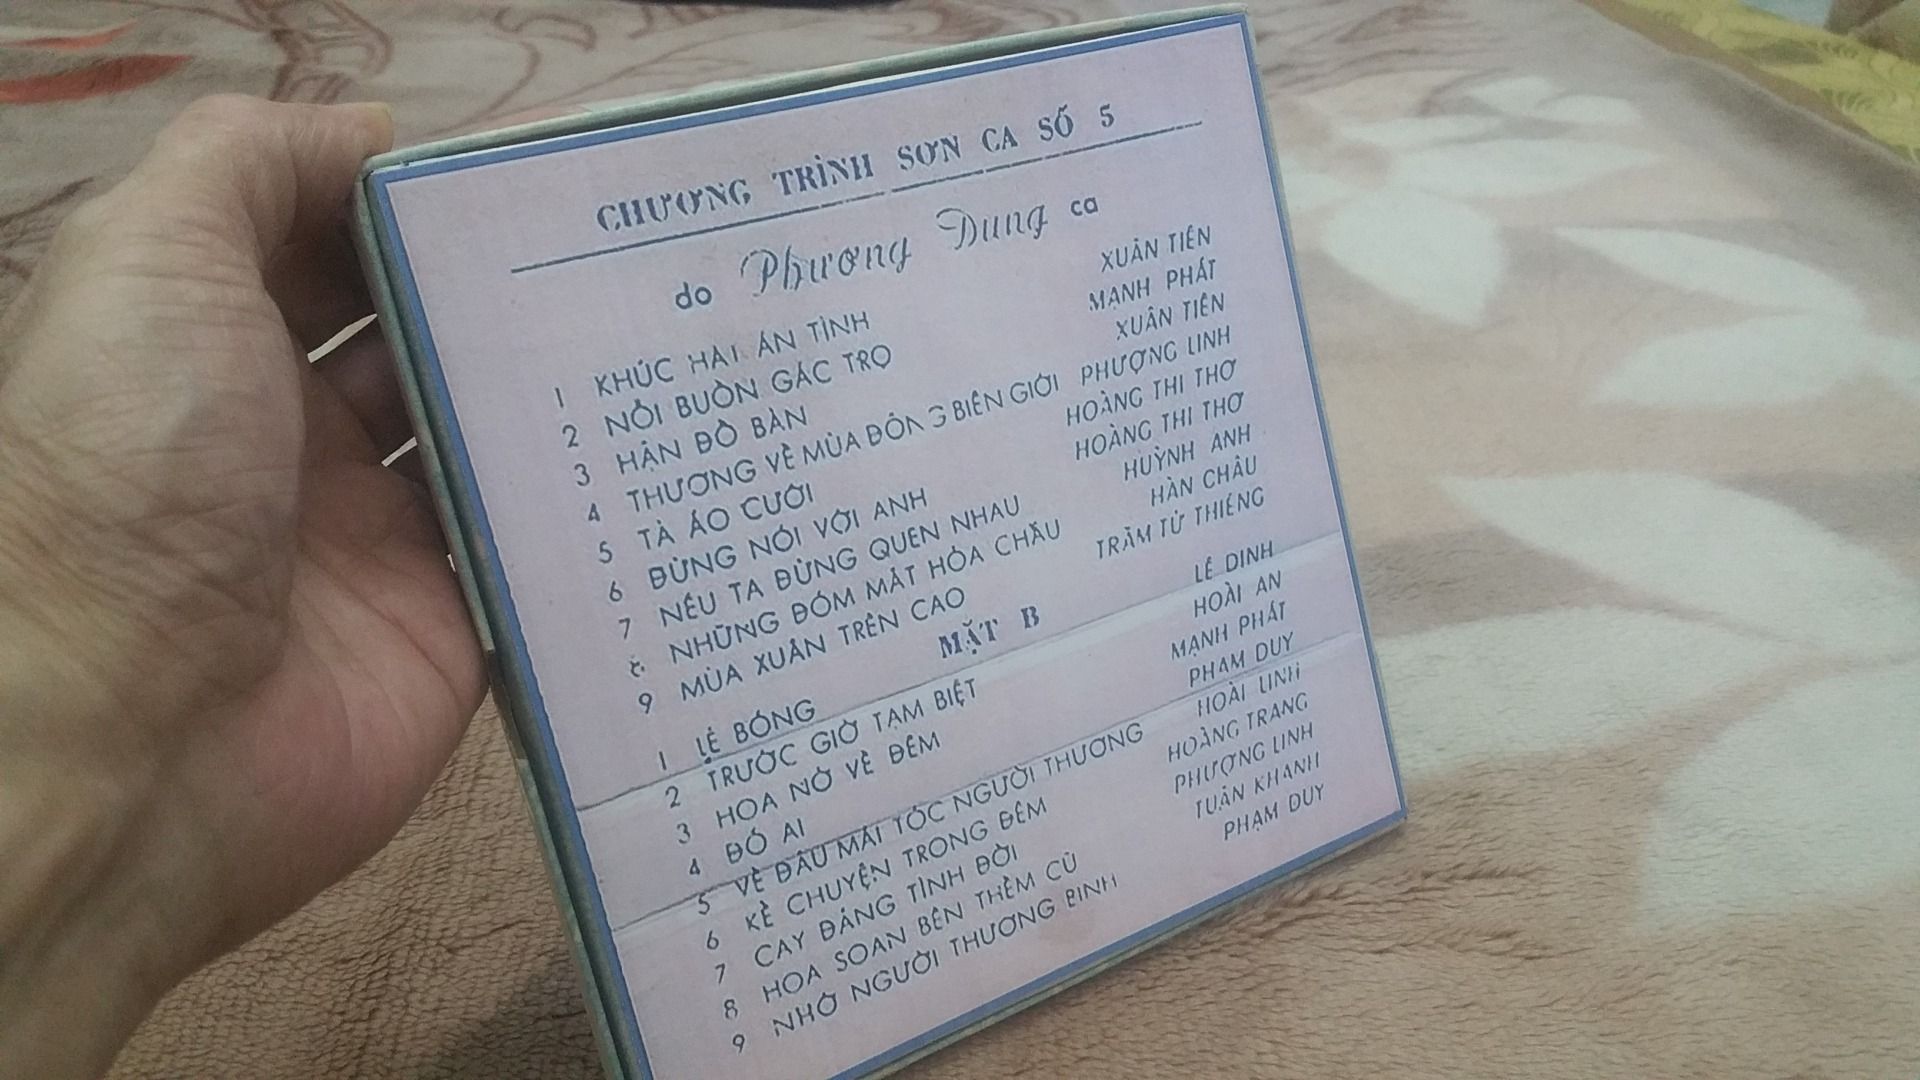 CHƯƠNG TRÌNH SƠN CA SỐ 5
do Phương Dung ca
1 KHÚC HÁT ÂN TÌNH XUÂN TIÊN
2 NỖI BUỒN GÁC TRỌ MẠNH PHÁT
3 HẬN ĐỒ BÀN XUÂN TIÊN
4 THƯƠNG VỀ MÙA ĐÔNG BIÊN GIỚI PHƯỢNG LINH
5 TÀ ÁO CƯỚI HOÀNG THI THƠ
6 ĐỪNG NÓI VỚI ANH HOÀNG THI THƠ
7 NẾU TA ĐỪNG QUEN NHAU HUỲNH ANH
8 NHỮNG ĐÓM MẮT HỎA CHÂU HÀN CHÂU
9 MÙA XUÂN TRÊN CAO TRẦM TỬ THIÊNG
MẶT B
1 LẺ BÓNG LÊ DINH
2 TRƯỚC GIỜ TẠM BIỆT HOÀI AN
3 HOA NỞ VỀ ĐÊM MẠNH PHÁT
4 ĐỐ AI PHẠM DUY
5 VỀ ĐÂU MÁI TÓC NGƯỜI THƯƠNG HOÀI LINH
6 KỂ CHUYỆN TRONG ĐÊM HOÀNG TRANG
7 CAY ĐẮNG TÌNH ĐỜI PHƯỢNG LINH
8 HOA SOAN BÊN THỀM CŨ TUẤN KHANH
9 NHỚ NGƯỜI THƯƠNG BINH PHẠM DUY